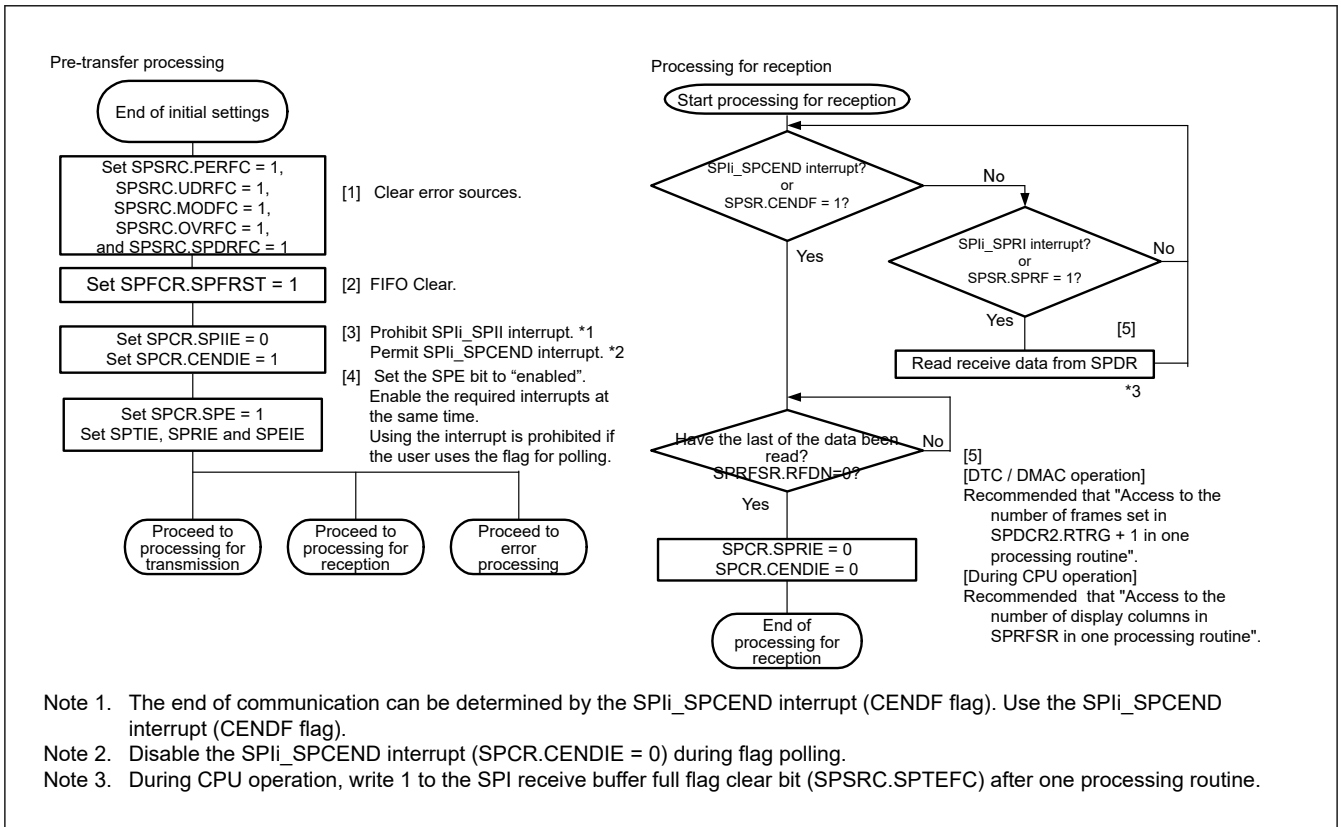 Pre-transfer processing
End of initial settings
Set SPSRC.PERFC = 1,
SPSRC.UDRFC = 1,
SPSRC.MODFC = 1,
SPSRC.OVRFC = 1,
and SPSRC.SPDRFC = 1
[1] Clear error sources.
Set SPFCR.SPFRST = 1
[2] FIFO Clear.
Set SPCR.SPIIE = 0
Set SPCR.CENDIE = 1
[3] Prohibit SPIi_SPII interrupt. *1
Permit SPIi_SPCEND interrupt. *2
[4] Set the SPE bit to “enabled”.
Enable the required interrupts at
the same time.
Using the interrupt is prohibited if
the user uses the flag for polling.
Set SPCR.SPE = 1
Set SPTIE, SPRIE and SPEIE
Proceed to
processing for
transmission
Proceed to
processing for
reception
Proceed to
error
processing
Processing for reception
Start processing for reception
SPIi_SPCEND interrupt?
or
SPSR.CENDF = 1?
No
Yes
SPIi_SPRI interrupt?
or
SPSR.SPRF = 1?
No
Yes
[5]
Read receive data from SPDR
*3
Have the last of the data been
read?
SPRFSR.RFDN=0?
No
Yes
SPCR.SPRIE = 0
SPCR.CENDIE = 0
End of
processing for
reception
[5]
[DTC / DMAC operation]
Recommended that "Access to the
number of frames set in
SPDCR2.RTRG + 1 in one
processing routine".
[During CPU operation]
Recommended that "Access to the
number of display columns in
SPRFSR in one processing routine".
Note 1. The end of communication can be determined by the SPIi_SPCEND interrupt (CENDF flag). Use the SPIi_SPCEND
interrupt (CENDF flag).
Note 2. Disable the SPIi_SPCEND interrupt (SPCR.CENDIE = 0) during flag polling.
Note 3. During CPU operation, write 1 to the SPI receive buffer full flag clear bit (SPSRC.SPTEFC) after one processing routine.